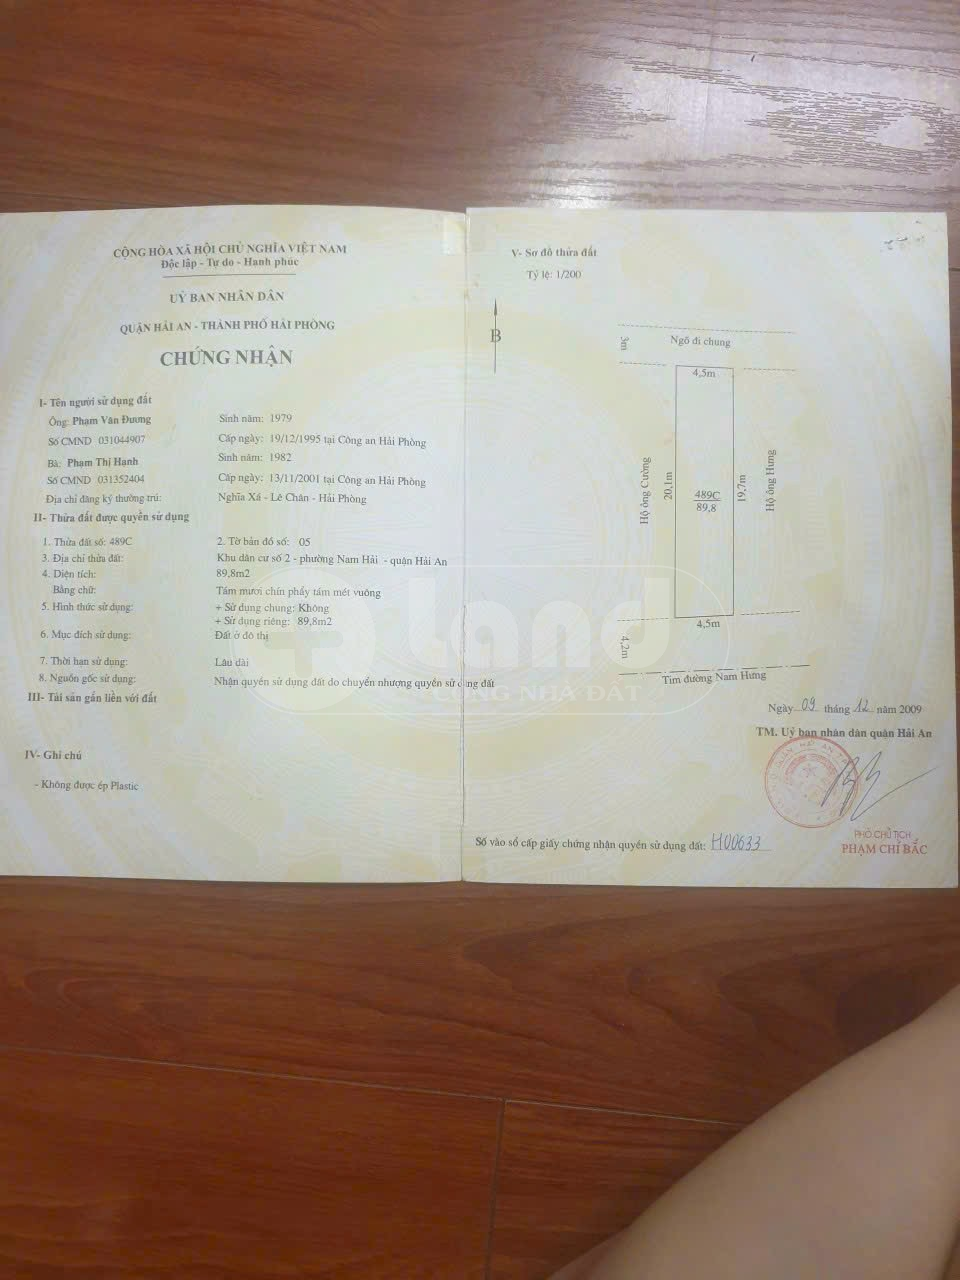 CỘNG HÒA XÃ HỘI CHỦ NGHĨA VIỆT NAM
Độc lập - Tự do - Hạnh phúc
UỶ BAN NHÂN DÂN
QUẬN HẢI AN - THÀNH PHỐ HẢI PHÒNG
CHỨNG NHẬN
I- Tên người sử dụng đất
Ông: Phạm Văn Đương Sinh năm: 1979
Số CMND 031044907 Cấp ngày: 19/12/1995 tại Công an Hải Phòng
Bà: Phạm Thị Hạnh Sinh năm: 1982
Số CMND 031352404 Cấp ngày: 13/11/2001 tại Công an Hải Phòng
Địa chỉ đăng ký thường trú: Nghĩa Xá - Lê Chân - Hải Phòng
II- Thửa đất được quyền sử dụng
1. Thửa đất số: 489C 2. Tờ bản đồ số: 05
3. Địa chỉ thửa đất: Khu dân cư số 2 - phường Nam Hải - quận Hải An
4. Diện tích: 89,8m2
Bằng chữ: Tám mươi chín phẩy tám mét vuông
5. Hình thức sử dụng: + Sử dụng chung: Không
+ Sử dụng riêng: 89,8m2
6. Mục đích sử dụng: Đất ở đô thị
7. Thời hạn sử dụng: Lâu dài
8. Nguồn gốc sử dụng: Nhận quyền sử dụng đất do chuyển nhượng quyền sử dụng đất
III- Tài sản gắn liền với đất
IV- Ghi chú
- Không được ép Plastic
V- Sơ đồ thửa đất
Tỷ lệ: 1/200
B
3m
Ngõ đi chung
4,5m
Hộ ông Cường
20,1m
489C
89,8
19,7m
Hộ ông Hưng
4,5m
4,2m
Tim đường Nam Hưng
Ngày 09 tháng 12 năm 2009
TM. Uỷ ban nhân dân quận Hải An
PHÓ CHỦ TỊCH
PHẠM CHÍ BẮC
Số vào sổ cấp giấy chứng nhận quyền sử dụng đất: H00633
Land
CÔNG NHÀ ĐẤT